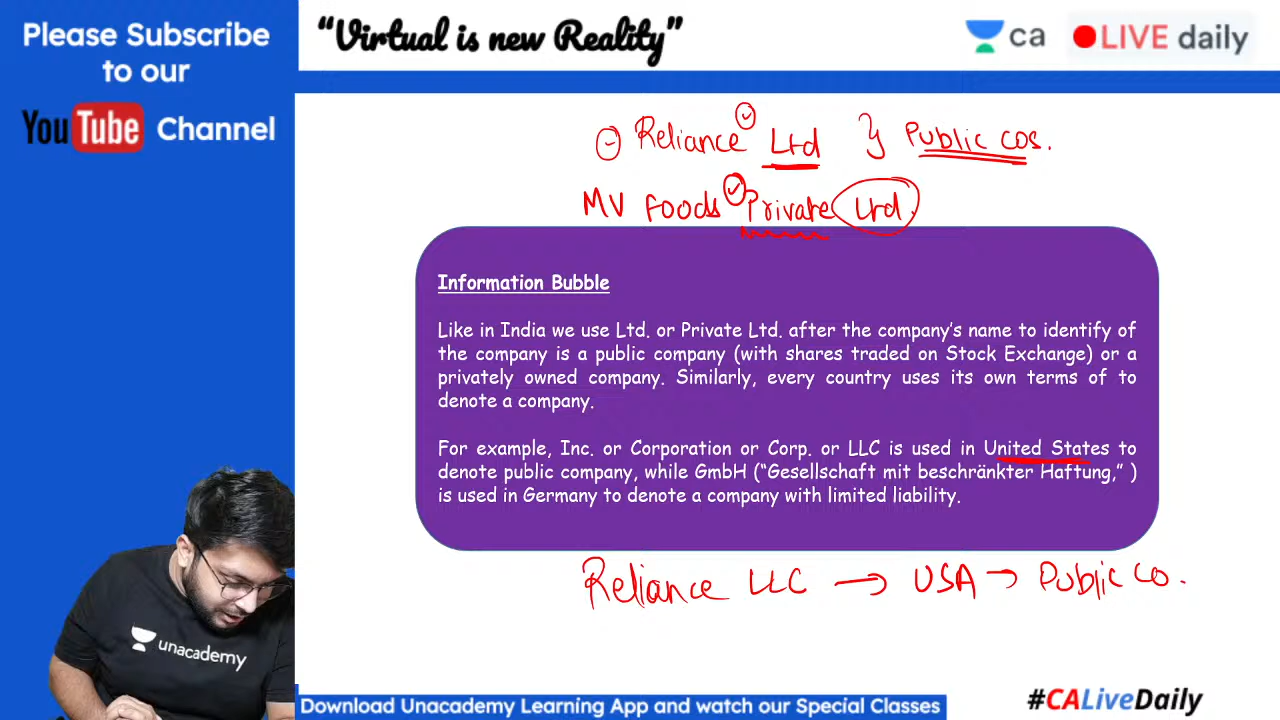 Please Subscribe
to our
YouTube Channel
“Virtual is new Reality”
ca
LIVE daily
Reliance Ltd } Public cos.
MV Foods Private Ltd.
Information Bubble
Like in India we use Ltd. or Private Ltd. after the company’s name to identify of
the company is a public company (with shares traded on Stock Exchange) or a
privately owned company. Similarly, every country uses its own terms of to
denote a company.
For example, Inc. or Corporation or Corp. or LLC is used in United States to
denote public company, while GmbH (“Gesellschaft mit beschränkter Haftung,” )
is used in Germany to denote a company with limited liability.
Reliance LLC → USA → Public Co.
unacademy
Download Unacademy Learning App and watch our Special Classes
#CALiveDaily